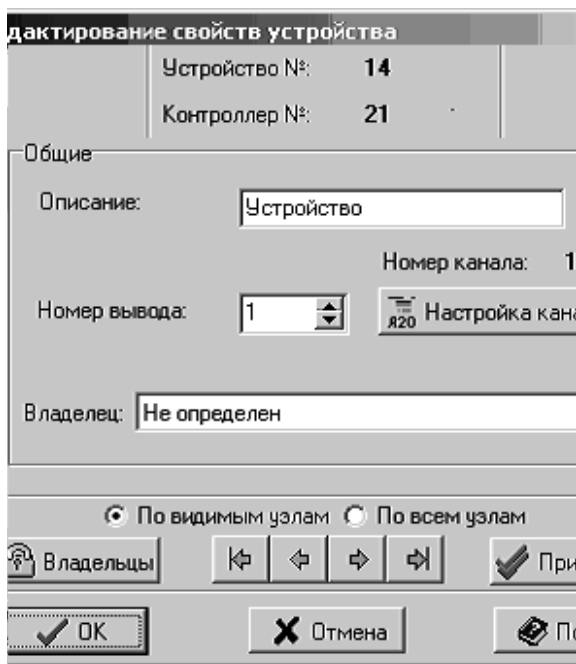 дактирование свойств устройства
Устройство №: 14
Контроллер №: 21
Общие
Описание: Устройство
Номер канала: 1
Номер вывода: 1 Я20 Настройка кана
Владелец: Не определен
По видимым узлам По всем узлам
Владельцы При
OK Отмена По